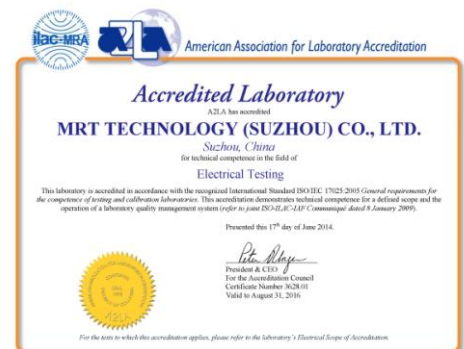 ilac-MRA
A2LA
American Association for Laboratory Accreditation
Accredited Laboratory
A2LA has accredited
MRT TECHNOLOGY (SUZHOU) CO., LTD.
Suzhou, China
for technical competence in the field of
Electrical Testing
This laboratory is accredited in accordance with the recognized International Standard ISO/IEC 17025:2005 General requirements for
the competence of testing and calibration laboratories. This accreditation demonstrates technical competence for a defined scope and the
operation of a laboratory quality management system (refer to joint ISO-ILAC-IAF Communiqué dated 8 January 2009).
Presented this 17th day of June 2014.
President & CEO
For the Accreditation Council
Certificate Number 3628.01
Valid to August 31, 2016
A2LA
For the tests to which this accreditation applies, please refer to the laboratory's Electrical Scope of Accreditation.